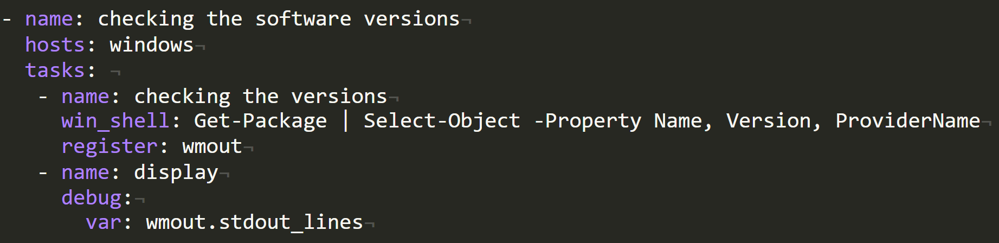 - name: checking the software versions¬
  hosts: windows¬
  tasks: ¬
   - name: checking the versions¬
     win_shell: Get-Package | Select-Object -Property Name, Version, ProviderName¬
     register: wmout¬
   - name: display¬
     debug:¬
       var: wmout.stdout_lines¬